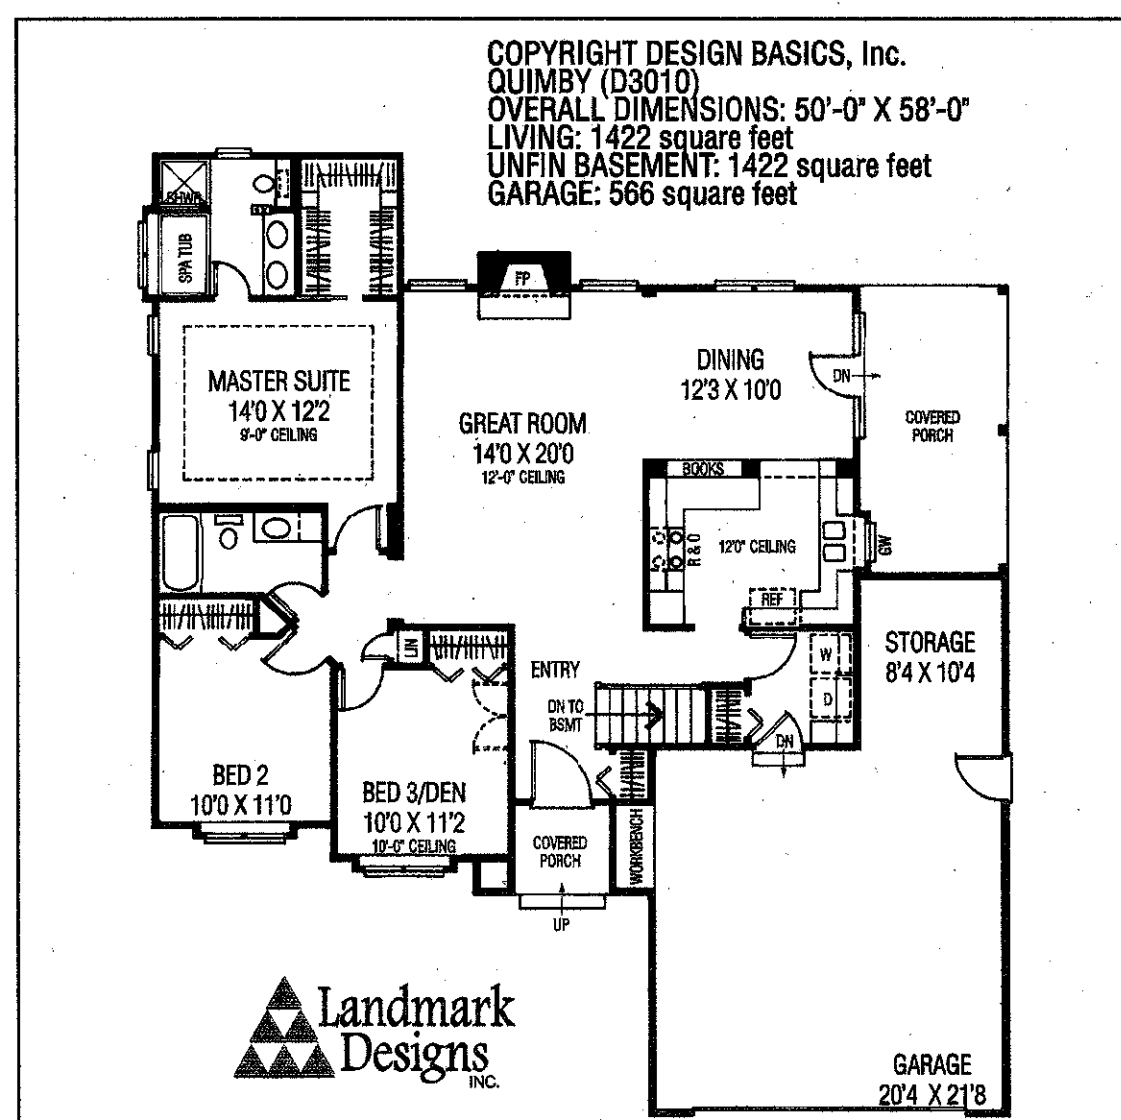 COPYRIGHT DESIGN BASICS, Inc.
QUIMBY (D3010)
OVERALL DIMENSIONS: 50'-0" X 58'-0"
LIVING: 1422 square feet
UNFIN BASEMENT: 1422 square feet
GARAGE: 566 square feet
SHWR
SPA TUB
FP
MASTER SUITE
14'0 X 12'2
9'-0" CEILING
GREAT ROOM
14'0 X 20'0
12'-0" CEILING
DINING
12'3 X 10'0
DN
COVERED
PORCH
BOOKS
R & O
12'0" CEILING
GW
REF
LIN
ENTRY
DN TO
BSMT
W
D
DN
STORAGE
8'4 X 10'4
BED 2
10'0 X 11'0
BED 3/DEN
10'0 X 11'2
10'-0" CEILING
COVERED
PORCH
WORKBENCH
UP
Landmark
Designs
INC.
GARAGE
20'4 X 21'8